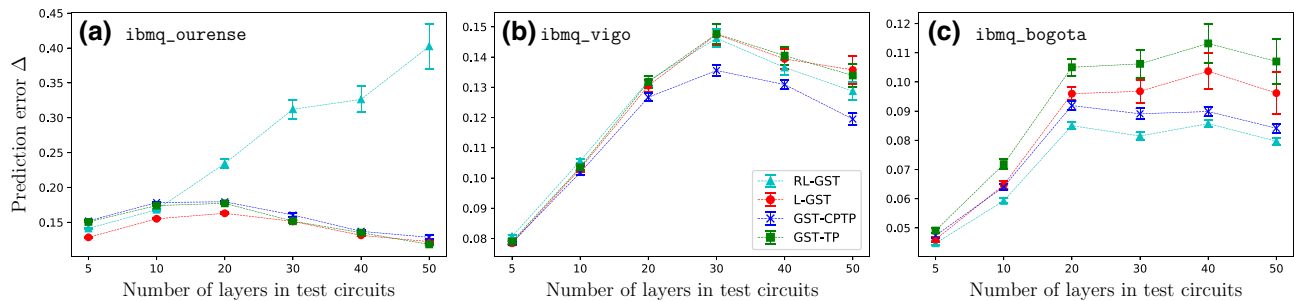 (a) ibmq_ourense
Prediction error Δ
0.45
0.40
0.35
0.30
0.25
0.20
0.15
5 10 20 30 40 50
Number of layers in test circuits
(b) ibmq_vigo
0.15
0.14
0.13
0.12
0.11
0.10
0.09
0.08
RL-GST
L-GST
GST-CPTP
GST-TP
5 10 20 30 40 50
Number of layers in test circuits
(c) ibmq_bogota
0.12
0.11
0.10
0.09
0.08
0.07
0.06
0.05
5 10 20 30 40 50
Number of layers in test circuits